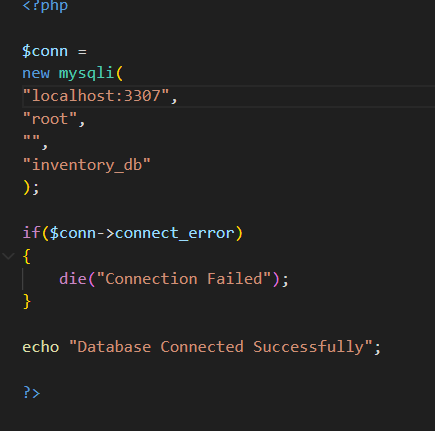 <?php
$conn =
new mysqli(
"localhost:3307",
"root",
"",
"inventory_db"
);
if($conn->connect_error)
{
die("Connection Failed");
}
echo "Database Connected Successfully";
?>